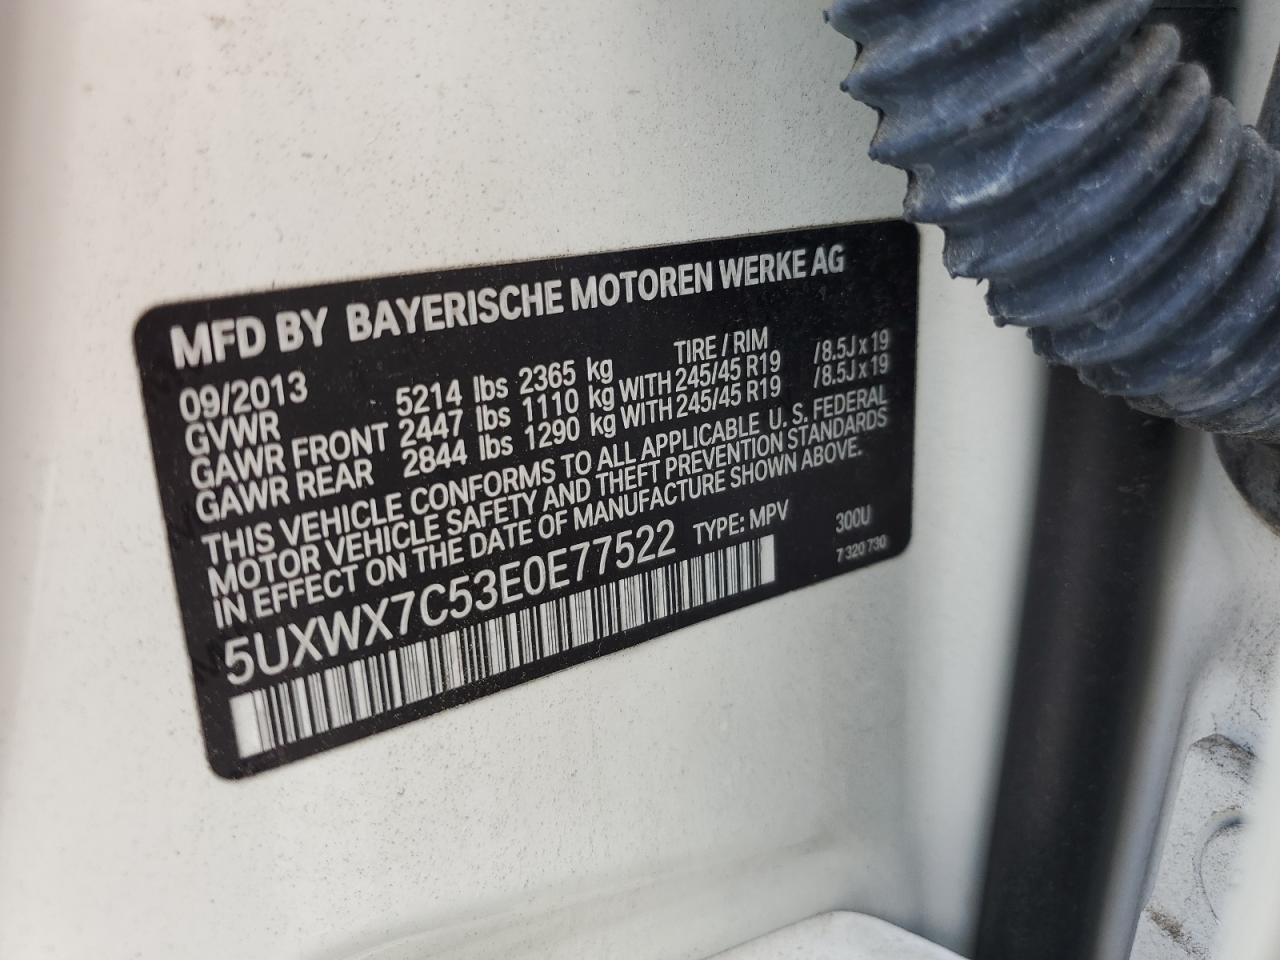 MFD BY BAYERISCHE MOTOREN WERKE AG
09/2013 TIRE / RIM
GVWR 5214 lbs 2365 kg
GAWR FRONT 2447 lbs 1110 kg WITH 245/45 R19 /8.5J x 19
GAWR REAR 2844 lbs 1290 kg WITH 245/45 R19 /8.5J x 19
THIS VEHICLE CONFORMS TO ALL APPLICABLE U. S. FEDERAL
MOTOR VEHICLE SAFETY AND THEFT PREVENTION STANDARDS
IN EFFECT ON THE DATE OF MANUFACTURE SHOWN ABOVE.
5UXWX7C53E0E77522 TYPE: MPV 300U
7 320 730